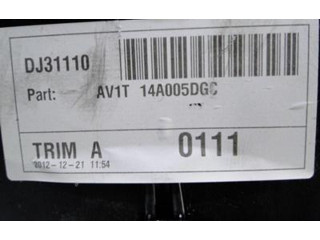 DJ31110
Part: AV1T 14A005DGC
TRIM A 0111
2012-12-21 11:54